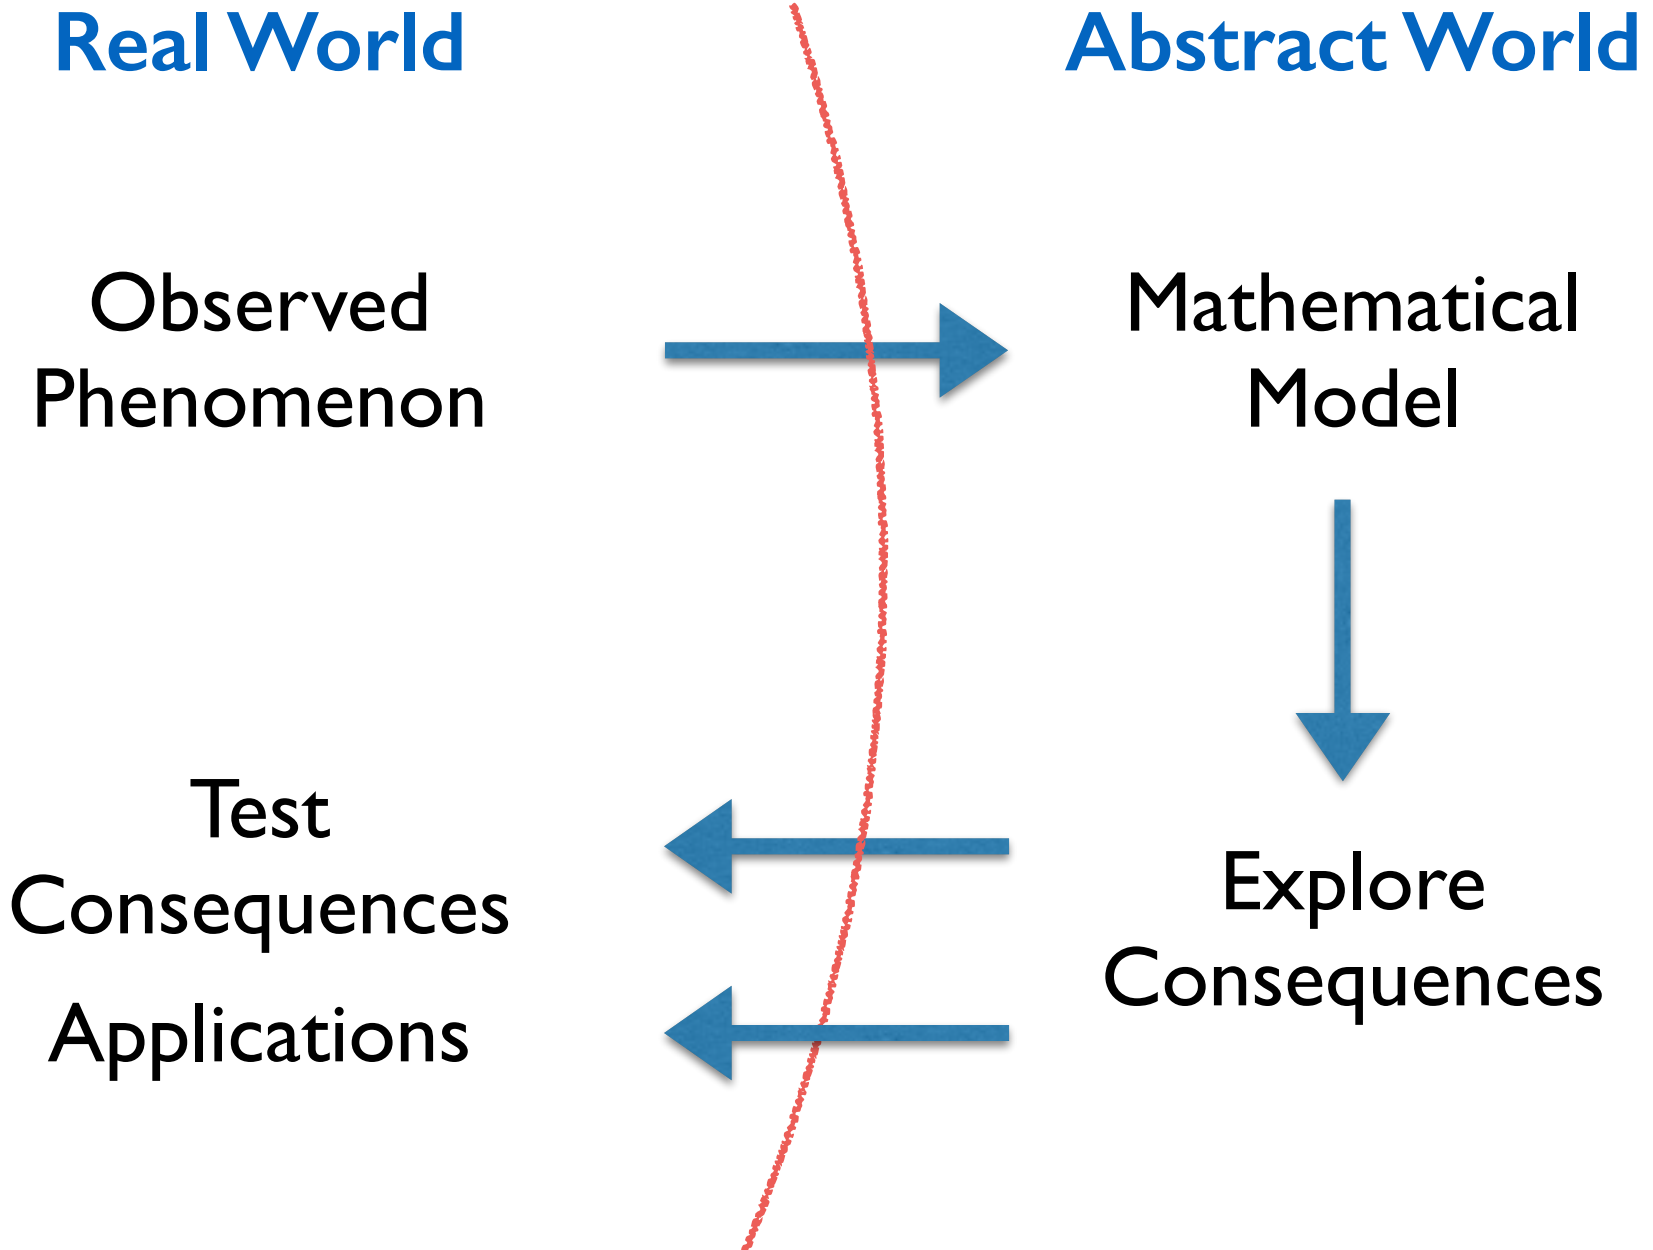 Real World
Abstract World
Observed
Phenomenon
Mathematical
Model
Test
Consequences
Applications
Explore
Consequences